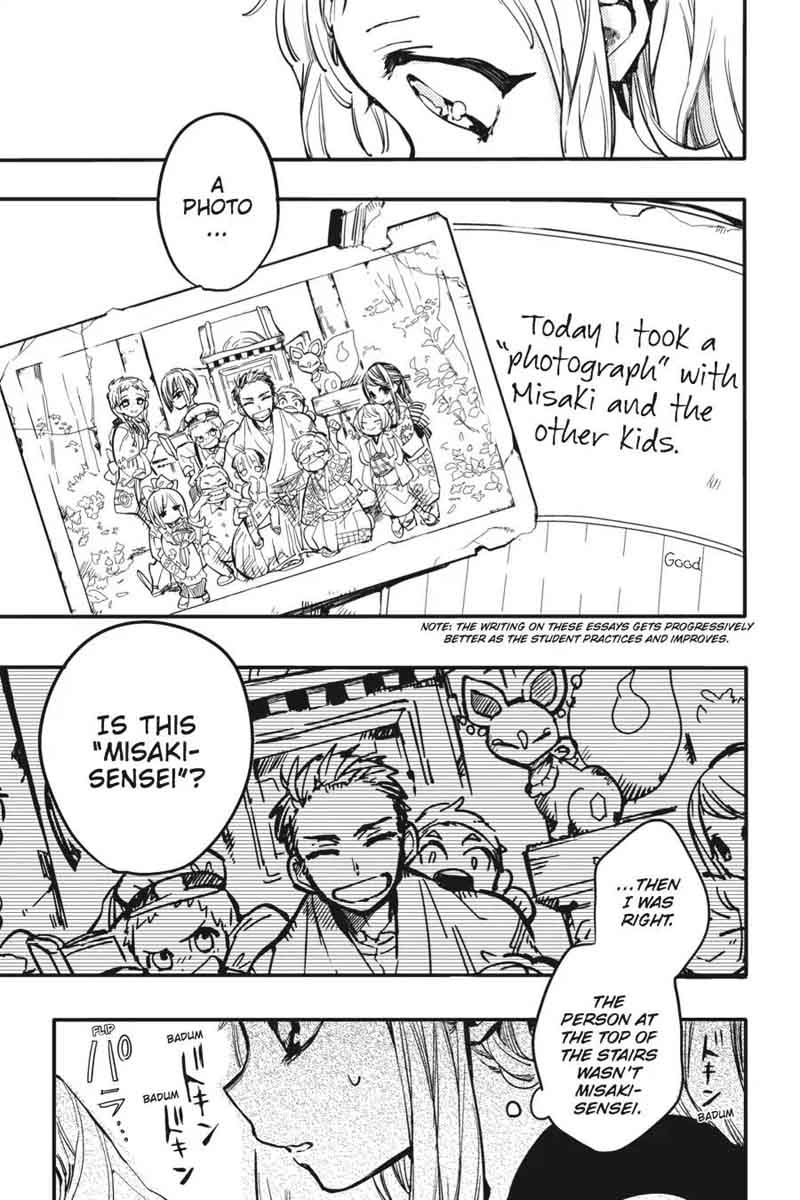 A
PHOTO
...
Today I took a
"photograph" with
Misaki and the
other kids.
Good
NOTE: THE WRITING ON THESE ESSAYS GETS PROGRESSIVELY
BETTER AS THE STUDENT PRACTICES AND IMPROVES.
IS THIS
"MISAKI-
SENSEI"?
...THEN
I WAS
RIGHT.
THE
PERSON AT
THE TOP OF
THE STAIRS
WASN'T
MISAKI-
SENSEI.
FLIP
パラ…
BADUM
ドキン
BADUM
ドキン
ドキン
BADUM